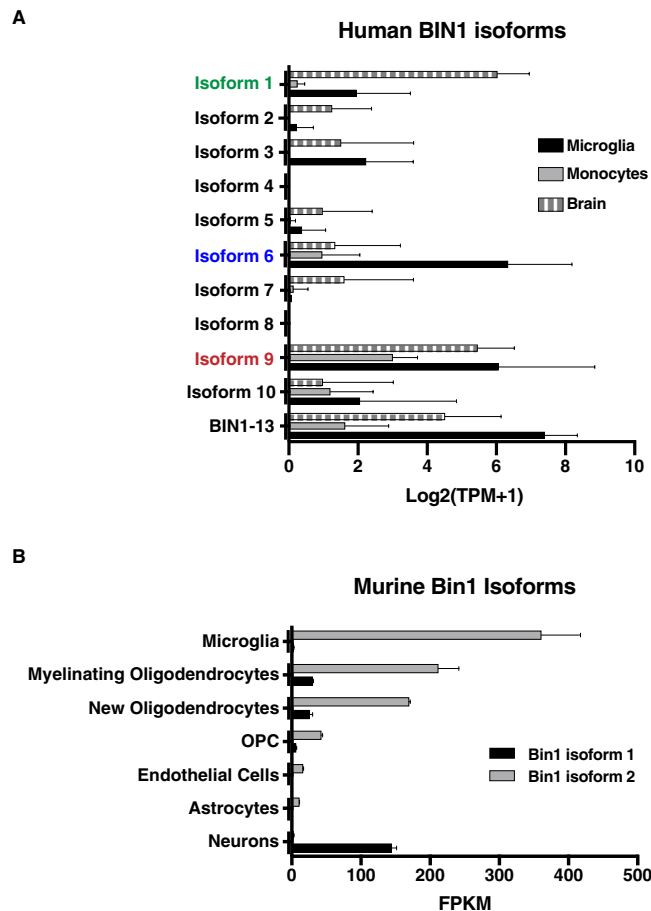 A
Human BIN1 isoforms
Isoform 1
Isoform 2
Isoform 3
Isoform 4
Isoform 5
Isoform 6
Isoform 7
Isoform 8
Isoform 9
Isoform 10
BIN1-13
Microglia
Monocytes
Brain
0 2 4 6 8 10
Log2(TPM+1)
B
Murine Bin1 Isoforms
Microglia
Myelinating Oligodendrocytes
New Oligodendrocytes
OPC
Endothelial Cells
Astrocytes
Neurons
Bin1 isoform 1
Bin1 isoform 2
0 100 200 300 400 500
FPKM